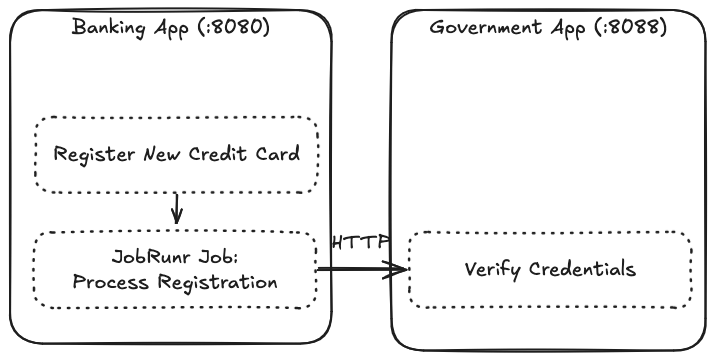 Banking App (:8080)
Government App (:8088)
Register New Credit Card
JobRunr Job:
Process Registration
HTTP
Verify Credentials